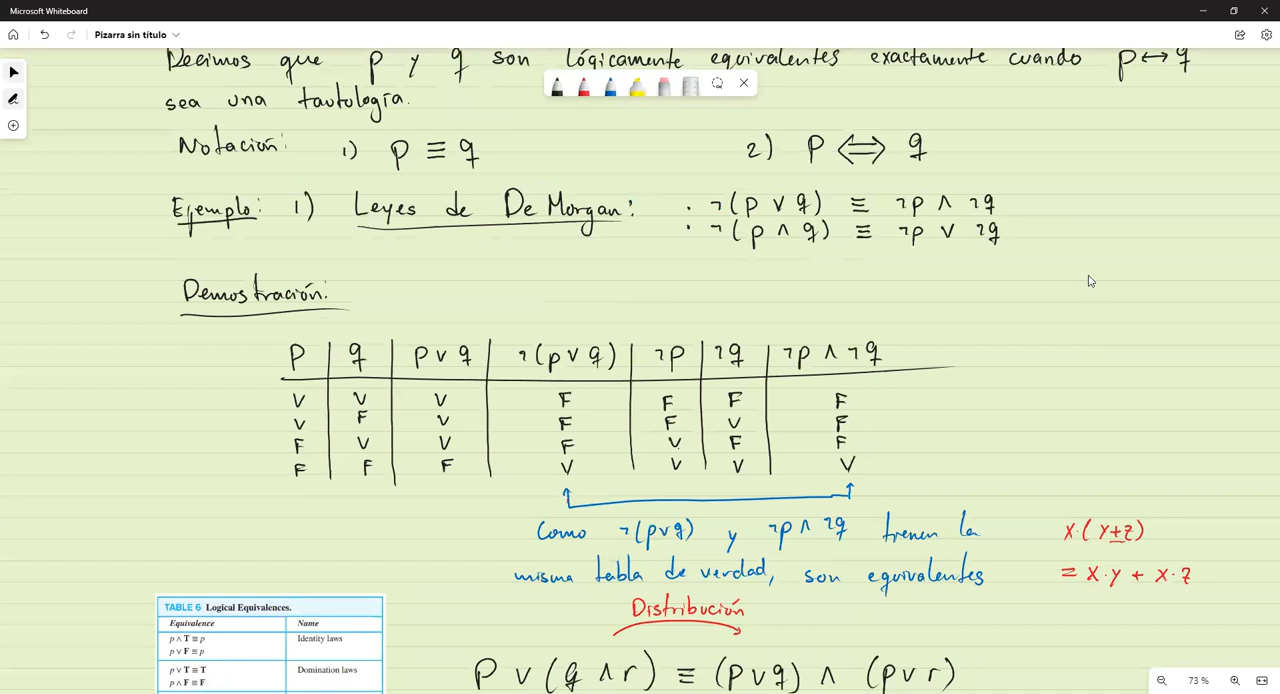 Microsoft Whiteboard
Pizarra sin título
Decimos que p y q son lógicamente equivalentes exactamente cuando p ↔ q
sea una tautología.
Notación: 1) p ≡ q 2) p ⟺ q
Ejemplo: 1) Leyes de De Morgan: · ¬(p ∨ q) ≡ ¬p ∧ ¬q
· ¬(p ∧ q) ≡ ¬p ∨ ¬q
Demostración:
p q p ∨ q ¬(p ∨ q) ¬p ¬q ¬p ∧ ¬q
V V V F F F F
V F V F F V F
F V V F V F F
F F F V V V V
Como ¬(p∨q) y ¬p ∧ ¬q tienen la
misma tabla de verdad, son equivalentes
x·(y+z)
= x·y + x·z
Distribución
p ∨ (q ∧ r) ≡ (p ∨ q) ∧ (p ∨ r)
TABLE 6 Logical Equivalences.
Equivalence Name
p ∧ T ≡ p Identity laws
p ∨ F ≡ p
p ∨ T ≡ T Domination laws
p ∧ F ≡ F
73 %